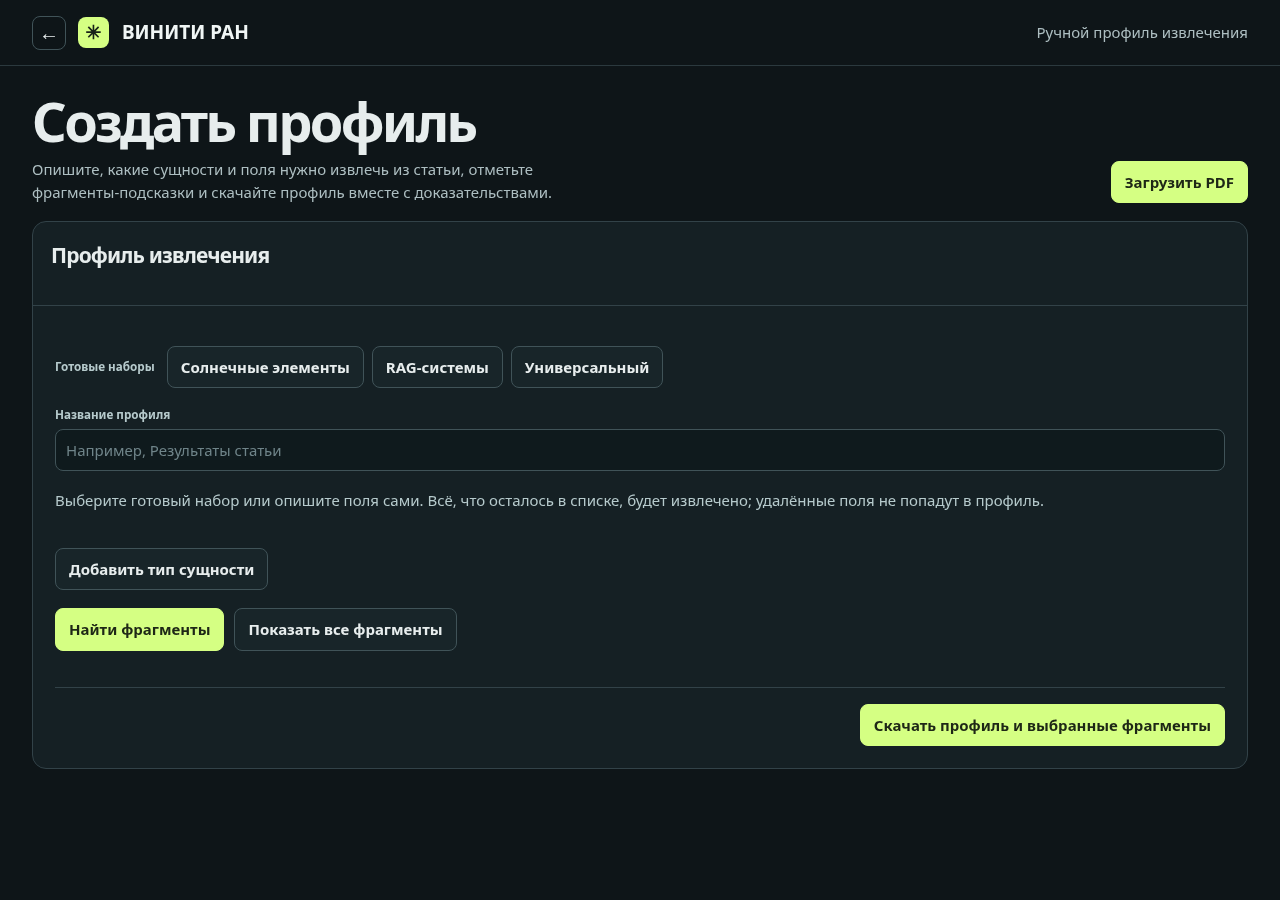 ← ✳ ВИНИТИ РАН
Ручной профиль извлечения
Создать профиль
Опишите, какие сущности и поля нужно извлечь из статьи, отметьте
фрагменты-подсказки и скачайте профиль вместе с доказательствами.
Загрузить PDF
Профиль извлечения
Готовые наборы
Солнечные элементы
RAG-системы
Универсальный
Название профиля
Например, Результаты статьи
Выберите готовый набор или опишите поля сами. Всё, что осталось в списке, будет извлечено; удалённые поля не попадут в профиль.
Добавить тип сущности
Найти фрагменты
Показать все фрагменты
Скачать профиль и выбранные фрагменты